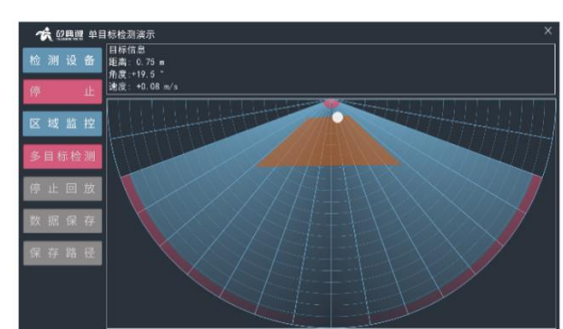 单目标检测演示
×
目标信息
距离: 0.75 m
角度:+19.5 °
速度: +0.08 m/s
检 测 设 备
停 止
区 域 监 控
多目标检测
停 止 回 放
数 据 保 存
保 存 路 径